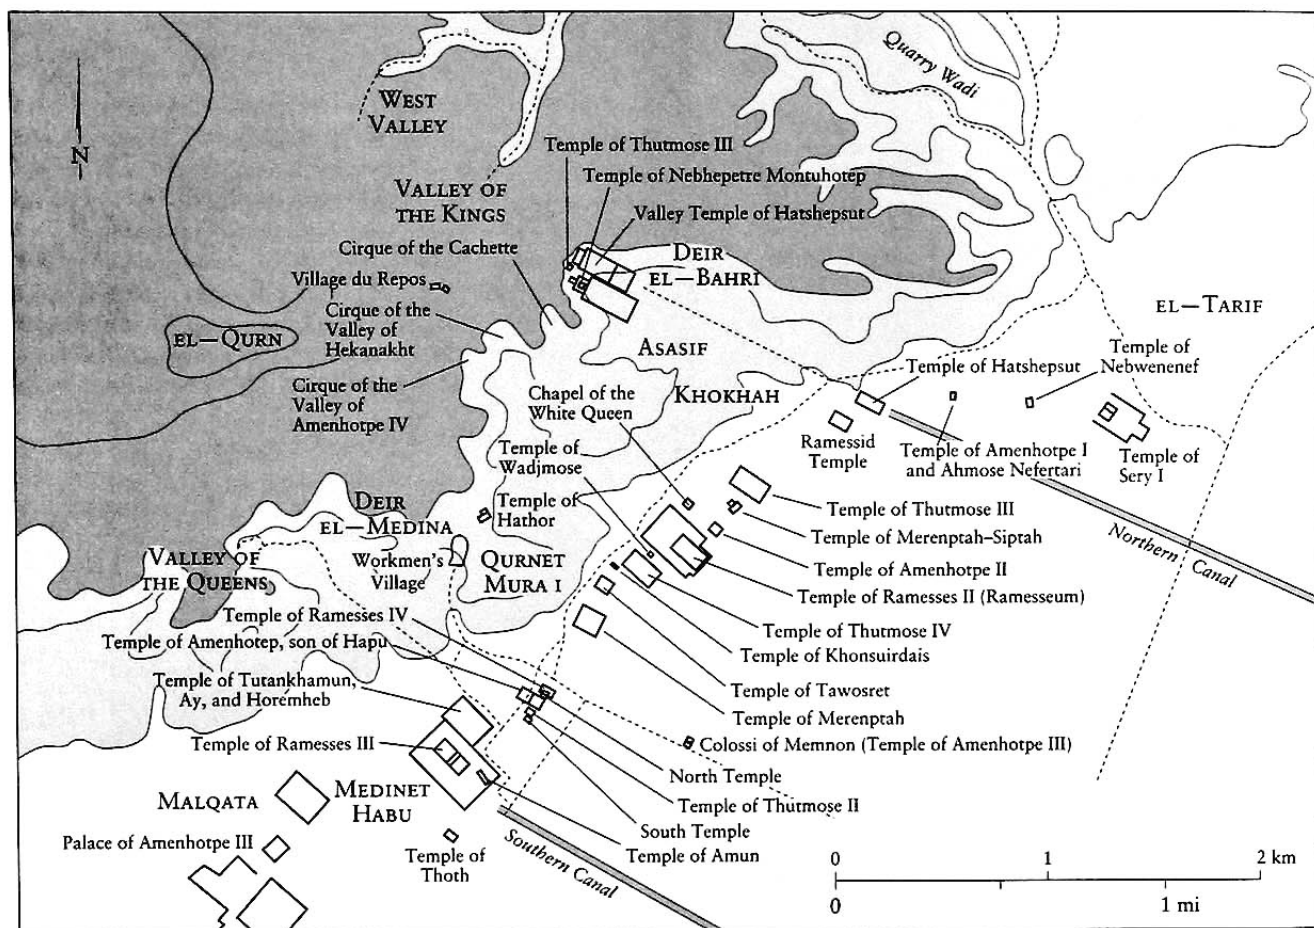 Quarry Wadi
WEST
VALLEY
N
Temple of Thutmose III
Temple of Nebhepetre Montuhotep
VALLEY OF
THE KINGS
Valley Temple of Hatshepsut
Cirque of the Cachette
DEIR
EL–BAHRI
Village du Repos
Cirque of the
Valley of
Hekanakht
EL–QURN
EL–TARIF
ASASIF
Temple of
Nebwenenef
Temple of Hatshepsut
Cirque of the
Valley of
Amenhotpe IV
Chapel of the
White Queen
KHOKHAH
Ramessid
Temple
Temple of Amenhotpe I
and Ahmose Nefertari
Temple of
Sery I
Temple of
Wadjmose
Temple of
Hathor
DEIR
EL–MEDINA
Temple of Thutmose III
Northern Canal
Temple of Merenptah–Siptah
VALLEY OF
THE QUEENS
Workmen's
Village
QURNET
MURA I
Temple of Amenhotpe II
Temple of Ramesses II (Ramesseum)
Temple of Ramesses IV
Temple of Thutmose IV
Temple of Amenhotep, son of Hapu
Temple of Khonsuirdais
Temple of Tutankhamun,
Ay, and Horemheb
Temple of Tawosret
Temple of Merenptah
Temple of Ramesses III
Colossi of Memnon (Temple of Amenhotpe III)
North Temple
MALQATA
MEDINET
HABU
Temple of Thutmose II
South Temple
Palace of Amenhotpe III
Temple of
Thoth
Southern Canal
Temple of Amun
0 1 2 km
0 1 mi